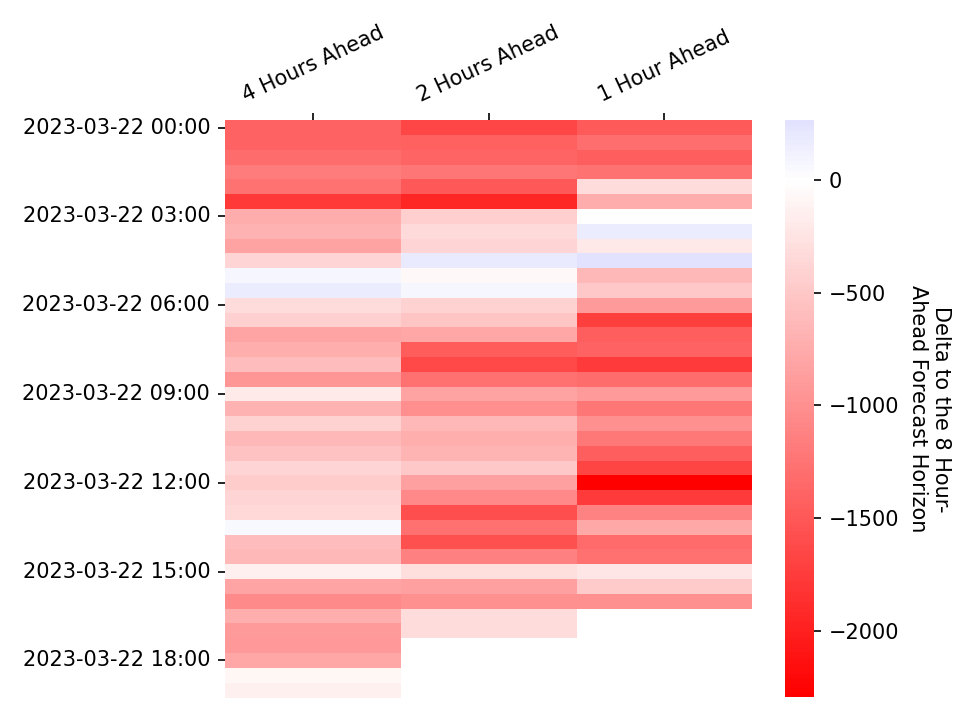 4 Hours Ahead
2 Hours Ahead
1 Hour Ahead
2023-03-22 00:00
2023-03-22 03:00
2023-03-22 06:00
2023-03-22 09:00
2023-03-22 12:00
2023-03-22 15:00
2023-03-22 18:00
0
−500
−1000
−1500
−2000
Delta to the 8 Hour-
Ahead Forecast Horizon